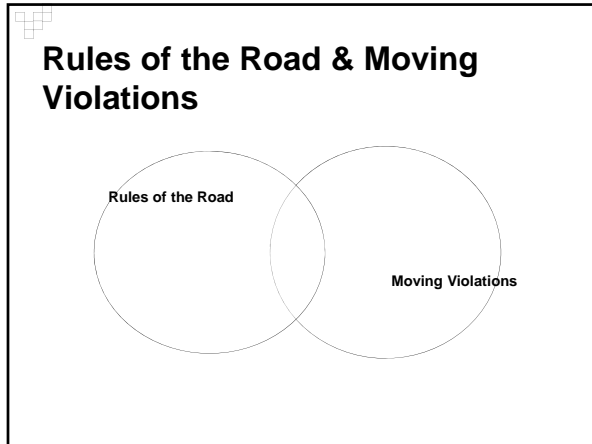 Rules of the Road & Moving
Violations
Rules of the Road
Moving Violations